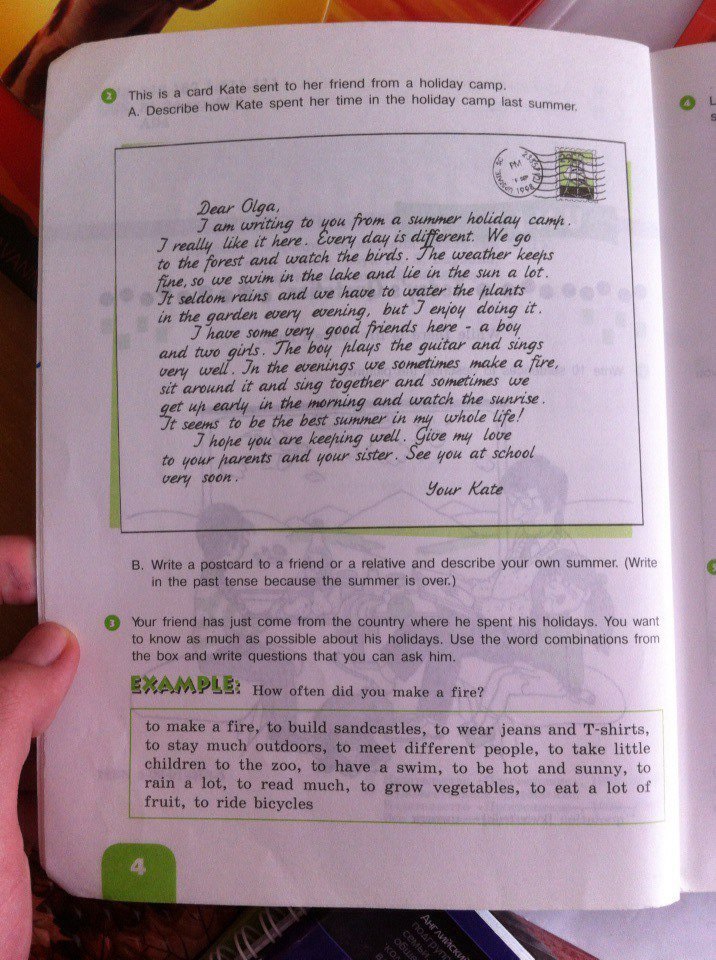 2 This is a card Kate sent to her friend from a holiday camp.
A. Describe how Kate spent her time in the holiday camp last summer.
PM
1998
Dear Olga,
I am writing to you from a summer holiday camp.
I really like it here. Every day is different. We go
to the forest and watch the birds. The weather keeps
fine, so we swim in the lake and lie in the sun a lot.
It seldom rains and we have to water the plants
in the garden every evening, but I enjoy doing it.
I have some very good friends here - a boy
and two girls. The boy plays the guitar and sings
very well. In the evenings we sometimes make a fire,
sit around it and sing together and sometimes we
get up early in the morning and watch the sunrise.
It seems to be the best summer in my whole life!
I hope you are keeping well. Give my love
to your parents and your sister. See you at school
very soon.
Your Kate
B. Write a postcard to a friend or a relative and describe your own summer. (Write
in the past tense because the summer is over.)
3 Your friend has just come from the country where he spent his holidays. You want
to know as much as possible about his holidays. Use the word combinations from
the box and write questions that you can ask him.
EXAMPLE: How often did you make a fire?
to make a fire, to build sandcastles, to wear jeans and T-shirts,
to stay much outdoors, to meet different people, to take little
children to the zoo, to have a swim, to be hot and sunny, to
rain a lot, to read much, to grow vegetables, to eat a lot of
fruit, to ride bicycles
4
4
Английский